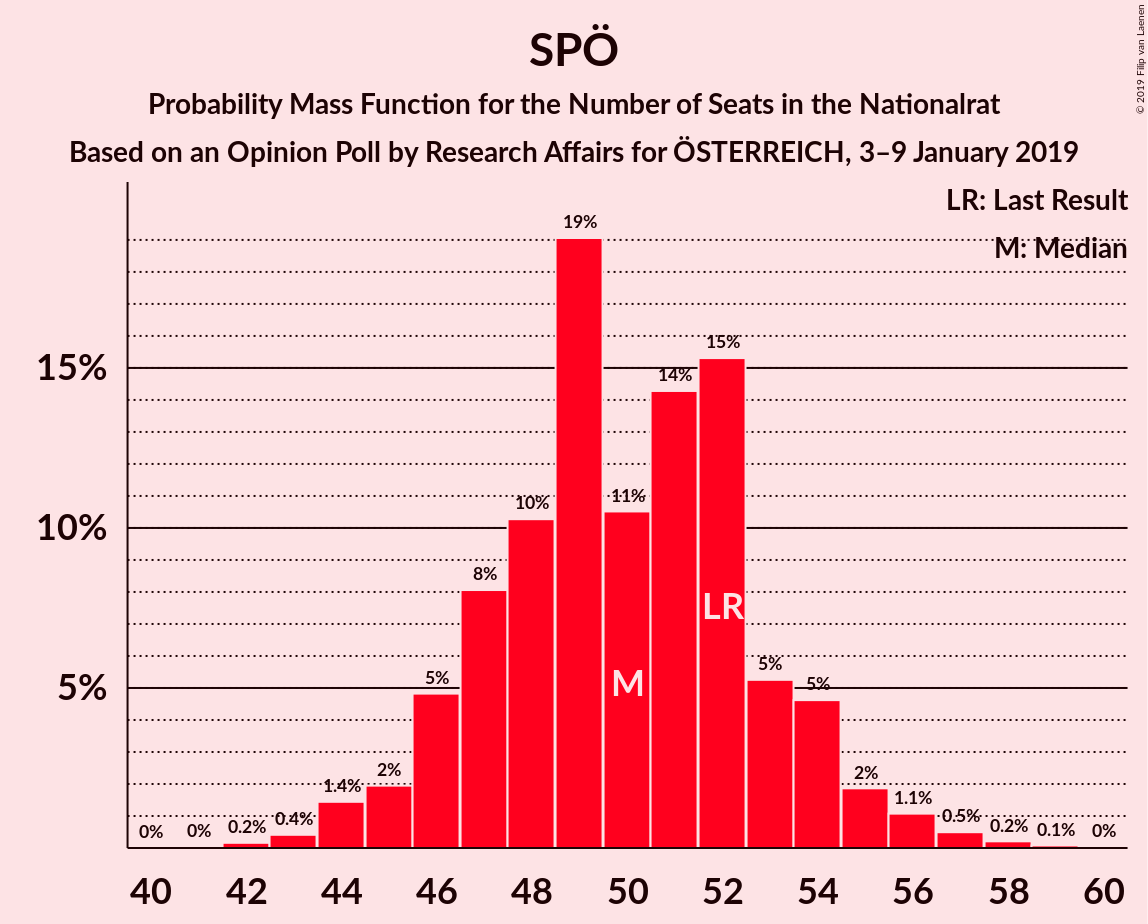 SPÖ
Probability Mass Function for the Number of Seats in the Nationalrat
Based on an Opinion Poll by Research Affairs for ÖSTERREICH, 3–9 January 2019
© 2019 Filip van Laenen
LR: Last Result
M: Median
15%
10%
5%
0%
0%
0.2%
0.4%
1.4%
2%
5%
8%
10%
19%
11%
14%
15%
5%
5%
2%
1.1%
0.5%
0.2%
0.1%
0%
M
LR
40 42 44 46 48 50 52 54 56 58 60